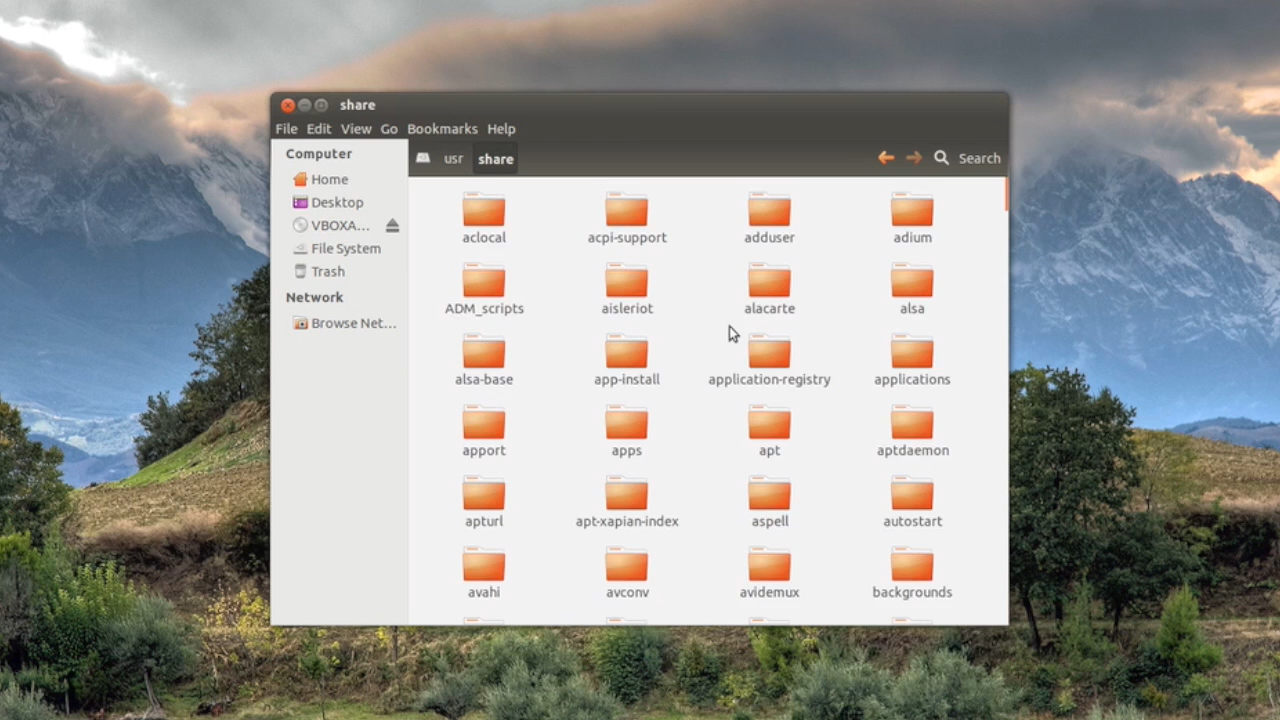 share
File Edit View Go Bookmarks Help
Computer
Home
Desktop
VBOXA...
File System
Trash
Network
Browse Net...
usr share Search
aclocal acpi-support adduser adium
ADM_scripts aisleriot alacarte alsa
alsa-base app-install application-registry applications
apport apps apt aptdaemon
apturl apt-xapian-index aspell autostart
avahi avconv avidemux backgrounds